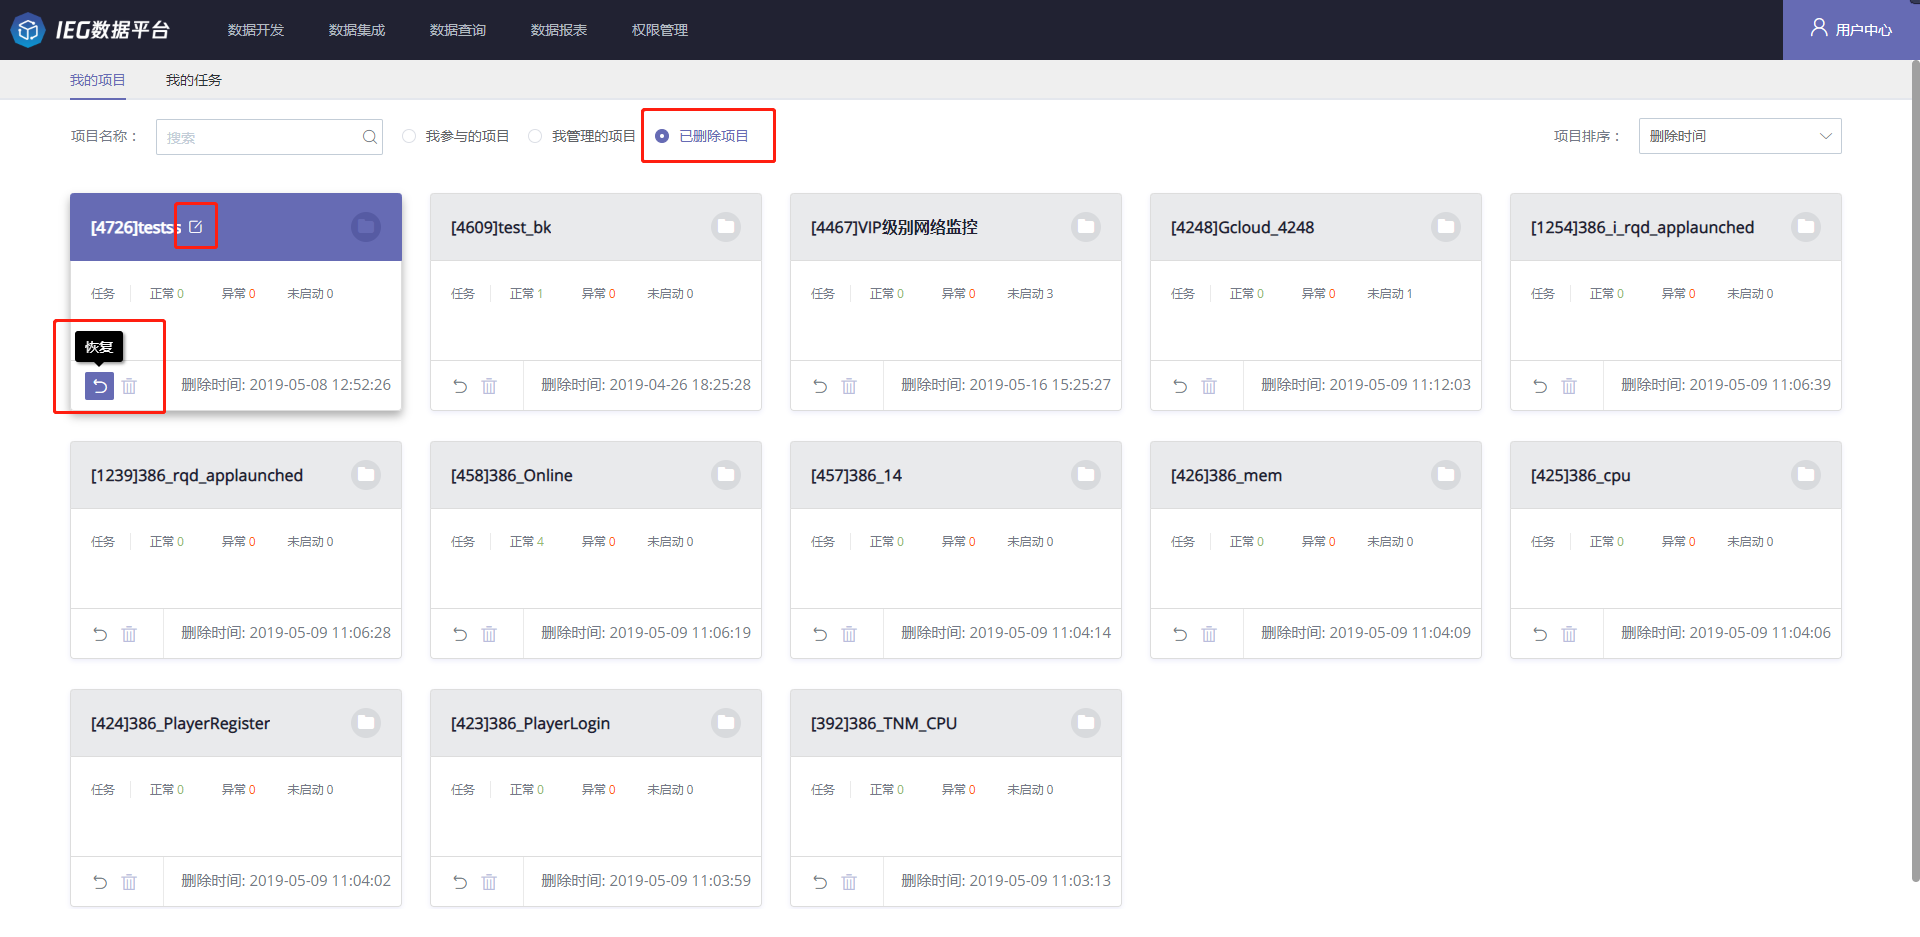 IEG数据平台 数据开发 数据集成 数据查询 数据报表 权限管理 用户中心
我的项目 我的任务
项目名称： 搜索 我参与的项目 我管理的项目 已删除项目 项目排序： 删除时间
[4726]testss [4609]test_bk [4467]VIP级别网络监控 [4248]Gcloud_4248 [1254]386_i_rqd_applaunched
任务 正常 0 异常 0 未启动 0 任务 正常 1 异常 0 未启动 0 任务 正常 0 异常 0 未启动 3 任务 正常 0 异常 0 未启动 1 任务 正常 0 异常 0 未启动 0
恢复
删除时间: 2019-05-08 12:52:26 删除时间: 2019-04-26 18:25:28 删除时间: 2019-05-16 15:25:27 删除时间: 2019-05-09 11:12:03 删除时间: 2019-05-09 11:06:39
[1239]386_rqd_applaunched [458]386_Online [457]386_14 [426]386_mem [425]386_cpu
任务 正常 0 异常 0 未启动 0 任务 正常 4 异常 0 未启动 0 任务 正常 0 异常 0 未启动 0 任务 正常 0 异常 0 未启动 0 任务 正常 0 异常 0 未启动 0
删除时间: 2019-05-09 11:06:28 删除时间: 2019-05-09 11:06:19 删除时间: 2019-05-09 11:04:14 删除时间: 2019-05-09 11:04:09 删除时间: 2019-05-09 11:04:06
[424]386_PlayerRegister [423]386_PlayerLogin [392]386_TNM_CPU
任务 正常 0 异常 0 未启动 0 任务 正常 0 异常 0 未启动 0 任务 正常 0 异常 0 未启动 0
删除时间: 2019-05-09 11:04:02 删除时间: 2019-05-09 11:03:59 删除时间: 2019-05-09 11:03:13